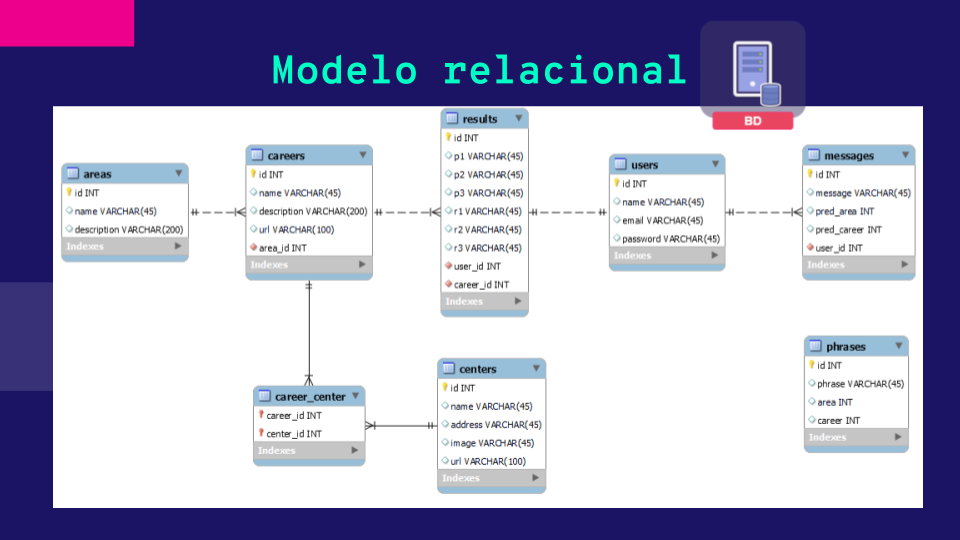 Modelo relacional
BD
areas
id INT
name VARCHAR(45)
description VARCHAR(200)
Indexes
careers
id INT
name VARCHAR(45)
description VARCHAR(200)
url VARCHAR(100)
area_id INT
Indexes
results
id INT
p1 VARCHAR(45)
p2 VARCHAR(45)
p3 VARCHAR(45)
r1 VARCHAR(45)
r2 VARCHAR(45)
r3 VARCHAR(45)
user_id INT
career_id INT
Indexes
users
id INT
name VARCHAR(45)
email VARCHAR(45)
password VARCHAR(45)
Indexes
messages
id INT
message VARCHAR(45)
pred_area INT
pred_career INT
user_id INT
Indexes
career_center
career_id INT
center_id INT
Indexes
centers
id INT
name VARCHAR(45)
address VARCHAR(45)
image VARCHAR(45)
url VARCHAR(100)
Indexes
phrases
id INT
phrase VARCHAR(45)
area INT
career INT
Indexes